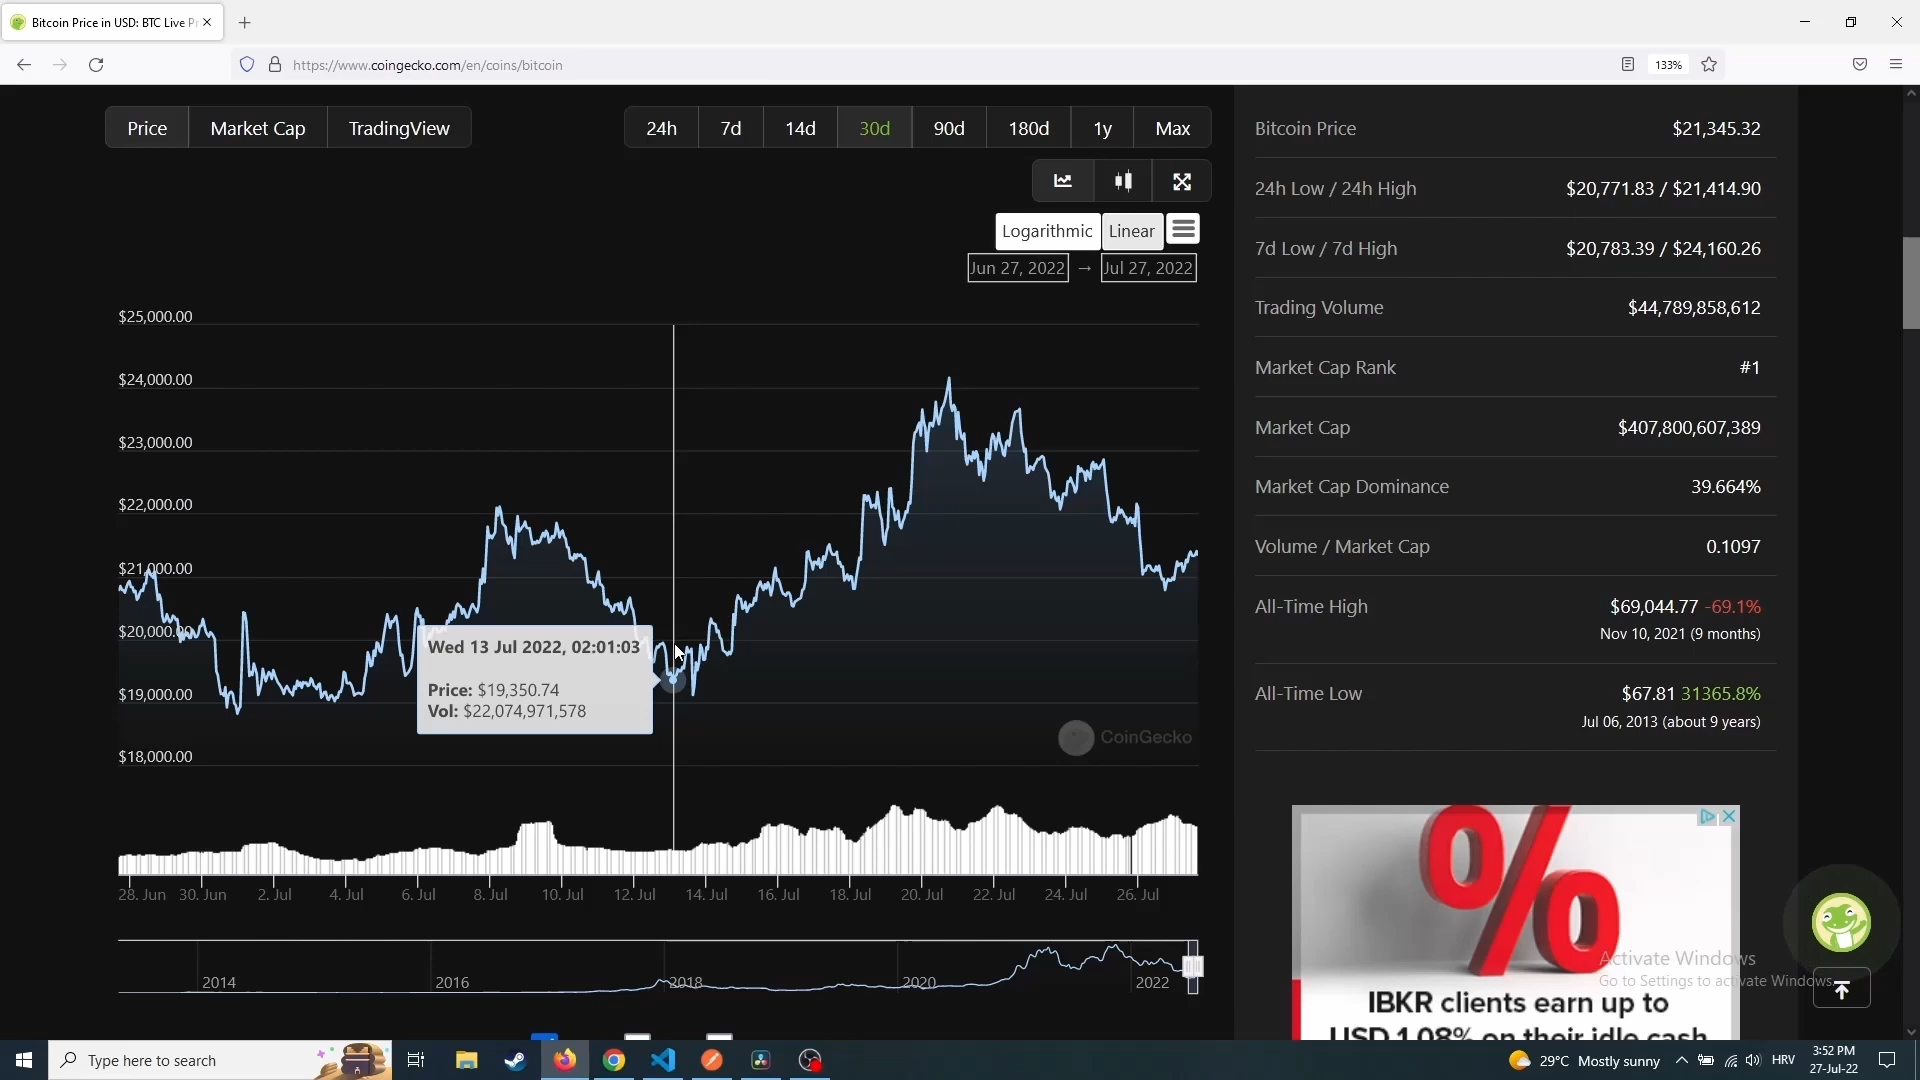 Bitcoin Price in USD: BTC Live Pr
https://www.coingecko.com/en/coins/bitcoin
133%
Price
Market Cap
TradingView
24h
7d
14d
30d
90d
180d
1y
Max
Logarithmic
Linear
Jun 27, 2022 → Jul 27, 2022
$25,000.00
$24,000.00
$23,000.00
$22,000.00
$21,000.00
$20,000.00
$19,000.00
$18,000.00
Wed 13 Jul 2022, 02:01:03
Price: $19,350.74
Vol: $22,074,971,578
CoinGecko
28. Jun
30. Jun
2. Jul
4. Jul
6. Jul
8. Jul
10. Jul
12. Jul
14. Jul
16. Jul
18. Jul
20. Jul
22. Jul
24. Jul
26. Jul
2014
2016
2018
2020
2022
Bitcoin Price $21,345.32
24h Low / 24h High $20,771.83 / $21,414.90
7d Low / 7d High $20,783.39 / $24,160.26
Trading Volume $44,789,858,612
Market Cap Rank #1
Market Cap $407,800,607,389
Market Cap Dominance 39.664%
Volume / Market Cap 0.1097
All-Time High $69,044.77 -69.1%
Nov 10, 2021 (9 months)
All-Time Low $67.81 31365.8%
Jul 06, 2013 (about 9 years)
%
IBKR clients earn up to
USD 1.08% on their idle cash
Activate Windows
Go to Settings to activate Windows.
Type here to search
29°C Mostly sunny
HRV
3:52 PM
27-Jul-22